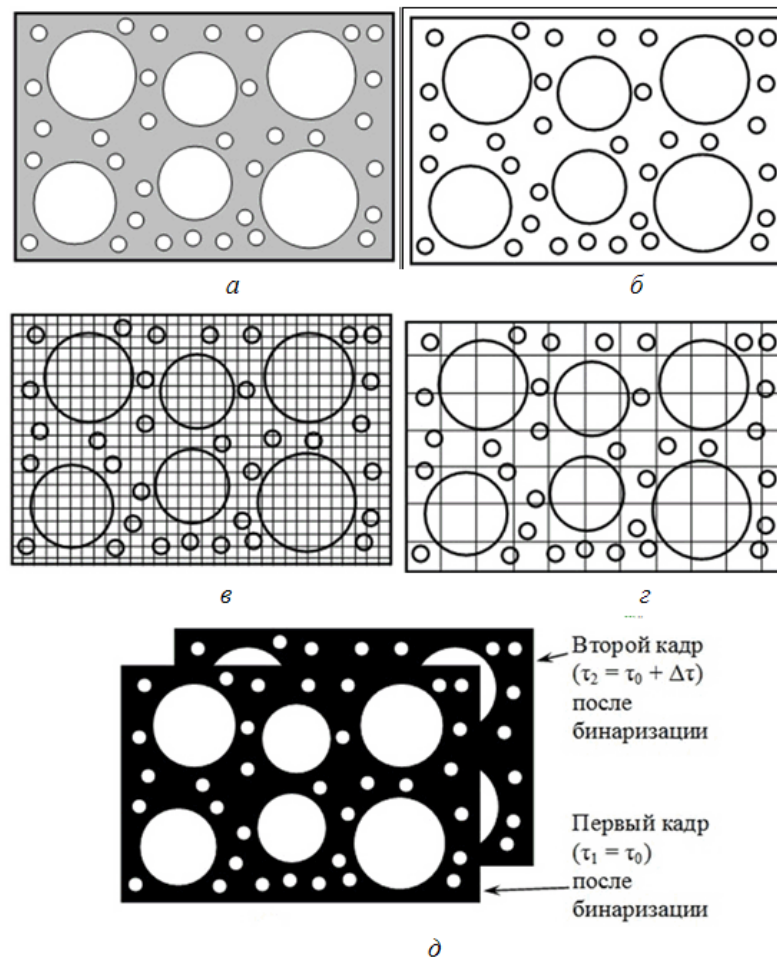 а
б
в
г
Второй кадр
(τ₂ = τ₀ + Δτ)
после
бинаризации
Первый кадр
(τ₁ = τ₀)
после
бинаризации
д